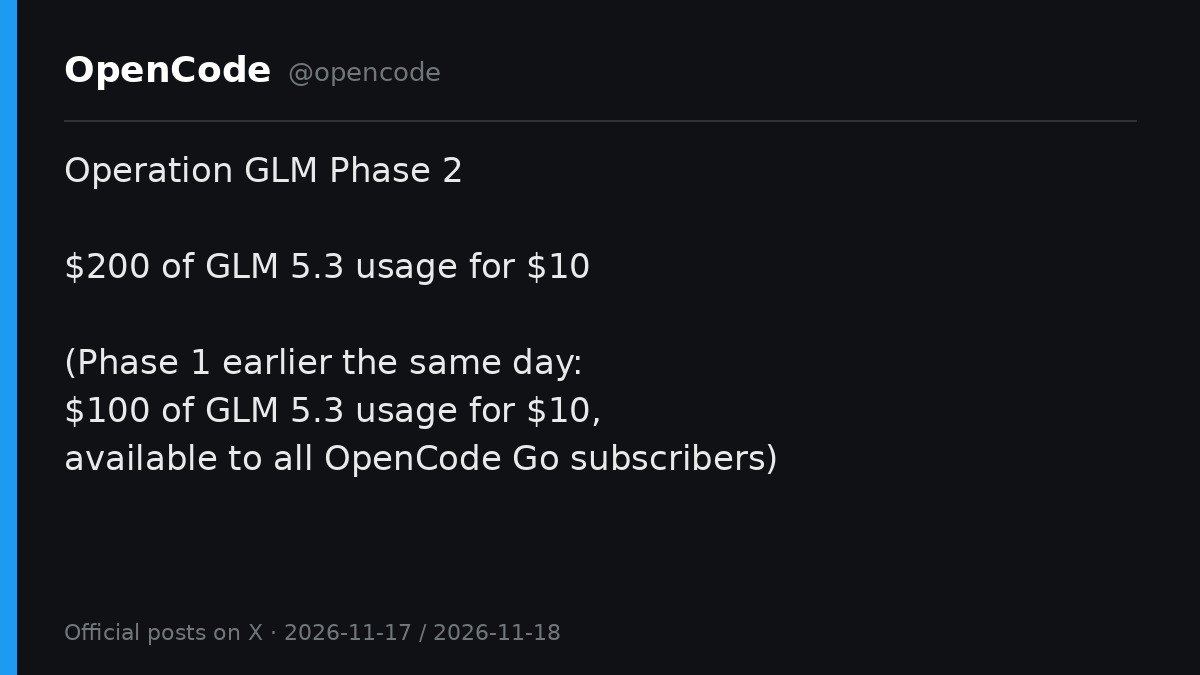 OpenCode @opencode
Operation GLM Phase 2
$200 of GLM 5.3 usage for $10
(Phase 1 earlier the same day:
$100 of GLM 5.3 usage for $10,
available to all OpenCode Go subscribers)
Official posts on X · 2026-11-17 / 2026-11-18